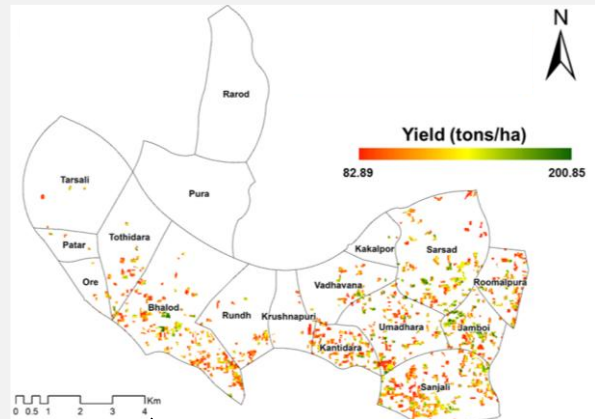 N
Rarod
Yield (tons/ha)
82.89 200.85
Tarsali
Pura
Tothidara
Patar
Kakalpor
Sarsad
Ore
Vadhavana
Roomalpura
Bhalod
Rundh
Krushnapuri
Umadhara
Jamboi
Kantidara
Sanjali
Km
0 0.5 1 2 3 4